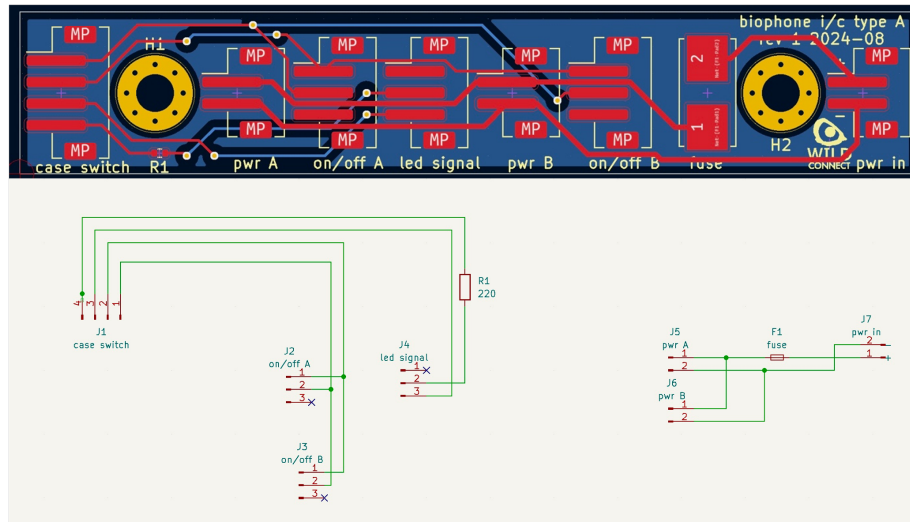 biophone i/c type A
rev 1 2024-08
MP
MP
MP
MP
MP
MP
H1
2
MP
MP
MP
MP
MP
1
MP
H2
WILD
CONNECT
case switch
R1
pwr A
on/off A
led signal
pwr B
on/off B
fuse
pwr in
R1
220
4
3
2
1
J1
case switch
J2
on/off A
1
2
3
J4
led signal
1
2
3
J3
on/off B
1
2
3
J5
pwr A
1
2
J6
pwr B
1
2
F1
fuse
J7
pwr in
2
-
1
+